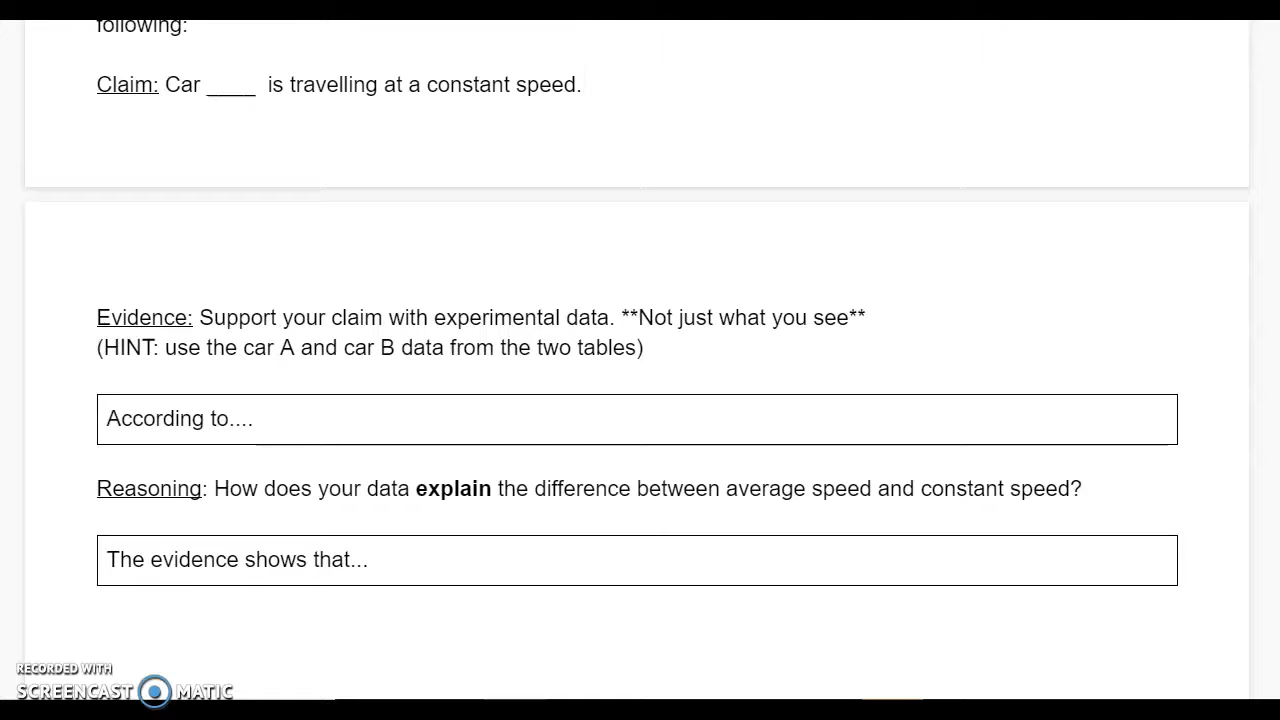 following:
Claim: Car ____ is travelling at a constant speed.
Evidence: Support your claim with experimental data. **Not just what you see**
(HINT: use the car A and car B data from the two tables)
According to....
Reasoning: How does your data explain the difference between average speed and constant speed?
The evidence shows that...
RECORDED WITH
SCREENCAST MATIC